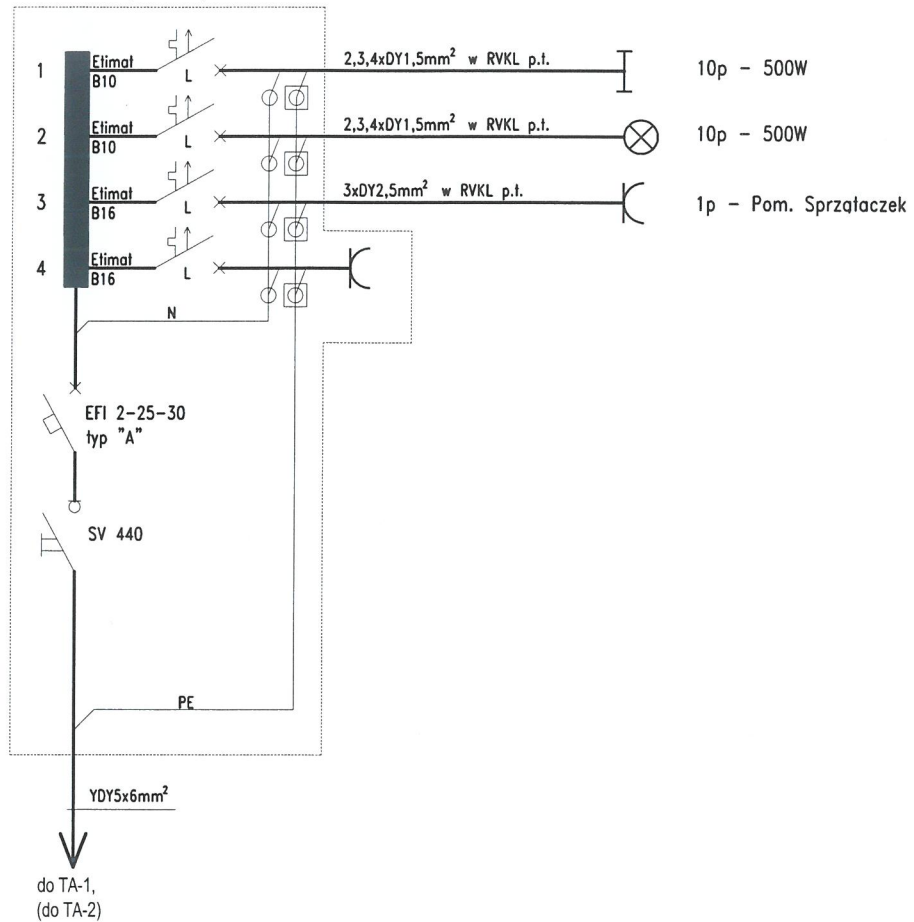 1 Etimat B10 L 2,3,4xDY1,5mm² w RVKL p.t. 10p - 500W
2 Etimat B10 L 2,3,4xDY1,5mm² w RVKL p.t. 10p - 500W
3 Etimat B16 L 3xDY2,5mm² w RVKL p.t. 1p - Pom. Sprzątaczek
4 Etimat B16 L
N
EFI 2-25-30
typ "A"
SV 440
PE
YDY5x6mm²
do TA-1,
(do TA-2)